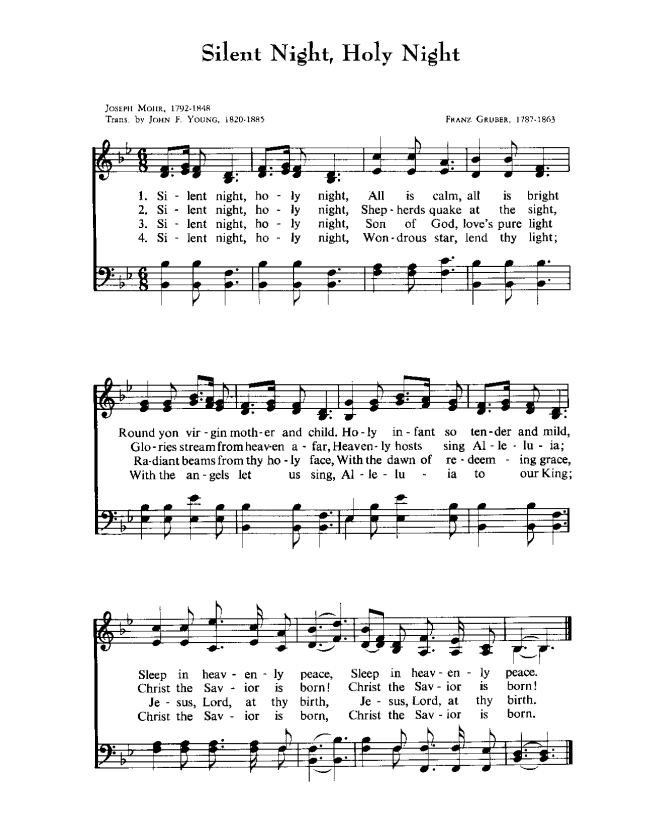 Silent Night, Holy Night
JOSEPH MOHR, 1792-1848
Trans. by JOHN F. YOUNG, 1820-1885
FRANZ GRUBER, 1787-1863
1. Si - lent night, ho - ly night, All is calm, all is bright
2. Si - lent night, ho - ly night, Shep - herds quake at the sight,
3. Si - lent night, ho - ly night, Son of God, love's pure light
4. Si - lent night, ho - ly night, Won - drous star, lend thy light;
Round yon vir - gin moth - er and child. Ho - ly in - fant so ten - der and mild,
Glo - ries stream from heav - en a - far, Heaven - ly hosts sing Al - le - lu - ia;
Ra - diant beams from thy ho - ly face, With the dawn of re - deem - ing grace,
With the an - gels let us sing, Al - le - lu - ia to our King;
Sleep in heav - en - ly peace, Sleep in heav - en - ly peace.
Christ the Sav - ior is born! Christ the Sav - ior is born!
Je - sus, Lord, at thy birth, Je - sus, Lord, at thy birth.
Christ the Sav - ior is born, Christ the Sav - ior is born.